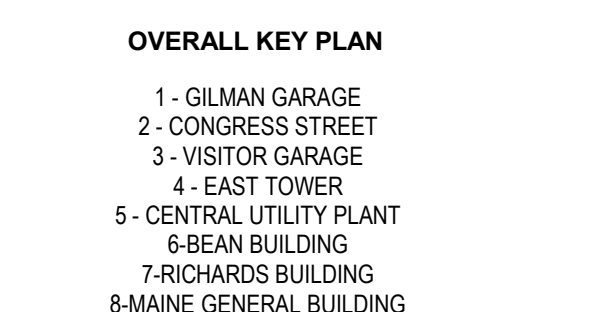 OVERALL KEY PLAN
1 - GILMAN GARAGE
2 - CONGRESS STREET
3 - VISITOR GARAGE
4 - EAST TOWER
5 - CENTRAL UTILITY PLANT
6-BEAN BUILDING
7-RICHARDS BUILDING
8-MAINE GENERAL BUILDING